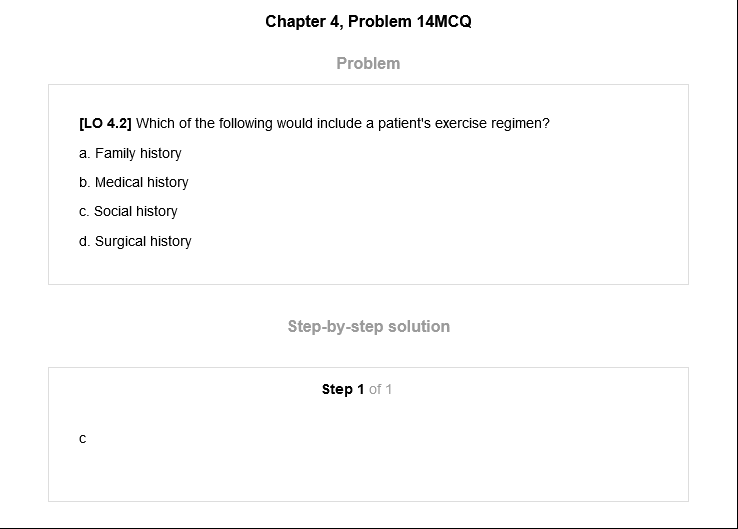 Chapter 4, Problem 14MCQ
Problem
[LO 4.2] Which of the following would include a patient's exercise regimen?
a. Family history
b. Medical history
c. Social history
d. Surgical history
Step-by-step solution
Step 1 of 1
c